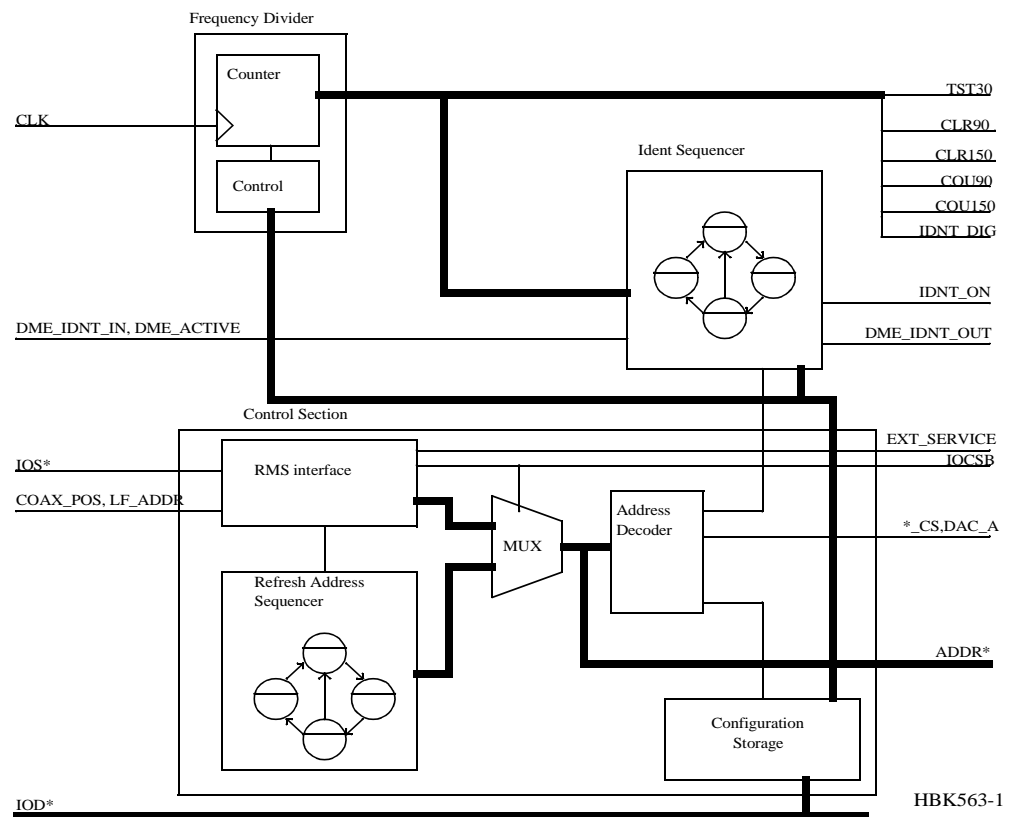 Frequency Divider
Counter
TST30
CLK
CLR90
Ident Sequencer
CLR150
Control
COU90
COU150
IDNT_DIG
IDNT_ON
DME_IDNT_IN, DME_ACTIVE
DME_IDNT_OUT
Control Section
EXT_SERVICE
IOS*
RMS interface
IOCSB
COAX_POS, LF_ADDR
Address
Decoder
*_CS,DAC_A
MUX
Refresh Address
Sequencer
ADDR*
Configuration
Storage
IOD*
HBK563-1